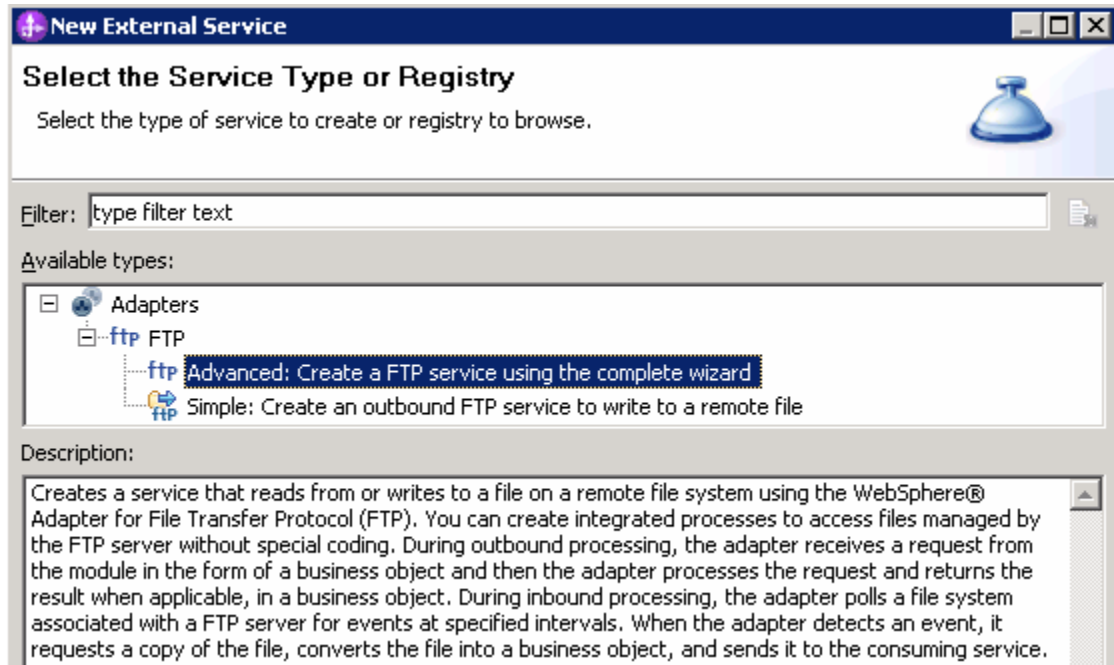 New External Service
Select the Service Type or Registry
Select the type of service to create or registry to browse.
Filter: type filter text
Available types:
Adapters
ftp FTP
ftp Advanced: Create a FTP service using the complete wizard
ftp Simple: Create an outbound FTP service to write to a remote file
Description:
Creates a service that reads from or writes to a file on a remote file system using the WebSphere®
Adapter for File Transfer Protocol (FTP). You can create integrated processes to access files managed by
the FTP server without special coding. During outbound processing, the adapter receives a request from
the module in the form of a business object and then the adapter processes the request and returns the
result when applicable, in a business object. During inbound processing, the adapter polls a file system
associated with a FTP server for events at specified intervals. When the adapter detects an event, it
requests a copy of the file, converts the file into a business object, and sends it to the consuming service.